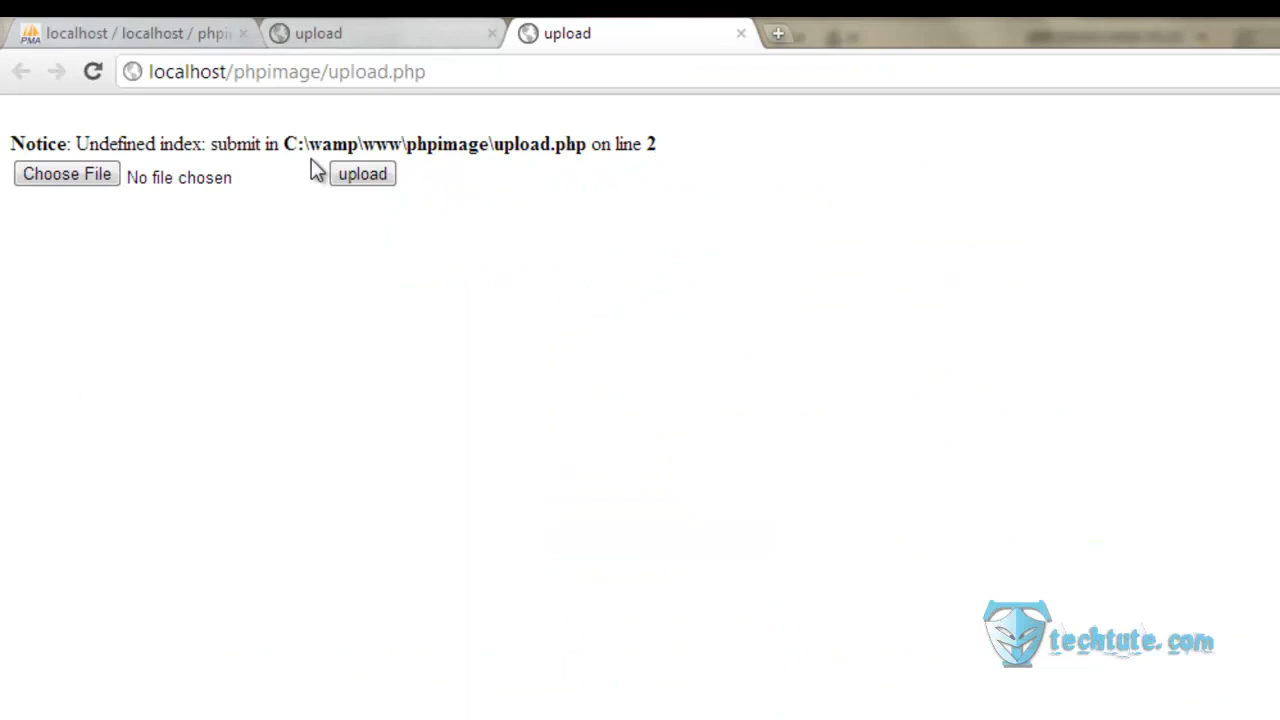 localhost / localhost / phpi
upload
upload
PMA
localhost/phpimage/upload.php
Notice: Undefined index: submit in C:\wamp\www\phpimage\upload.php on line 2
Choose File No file chosen upload
techtute.com